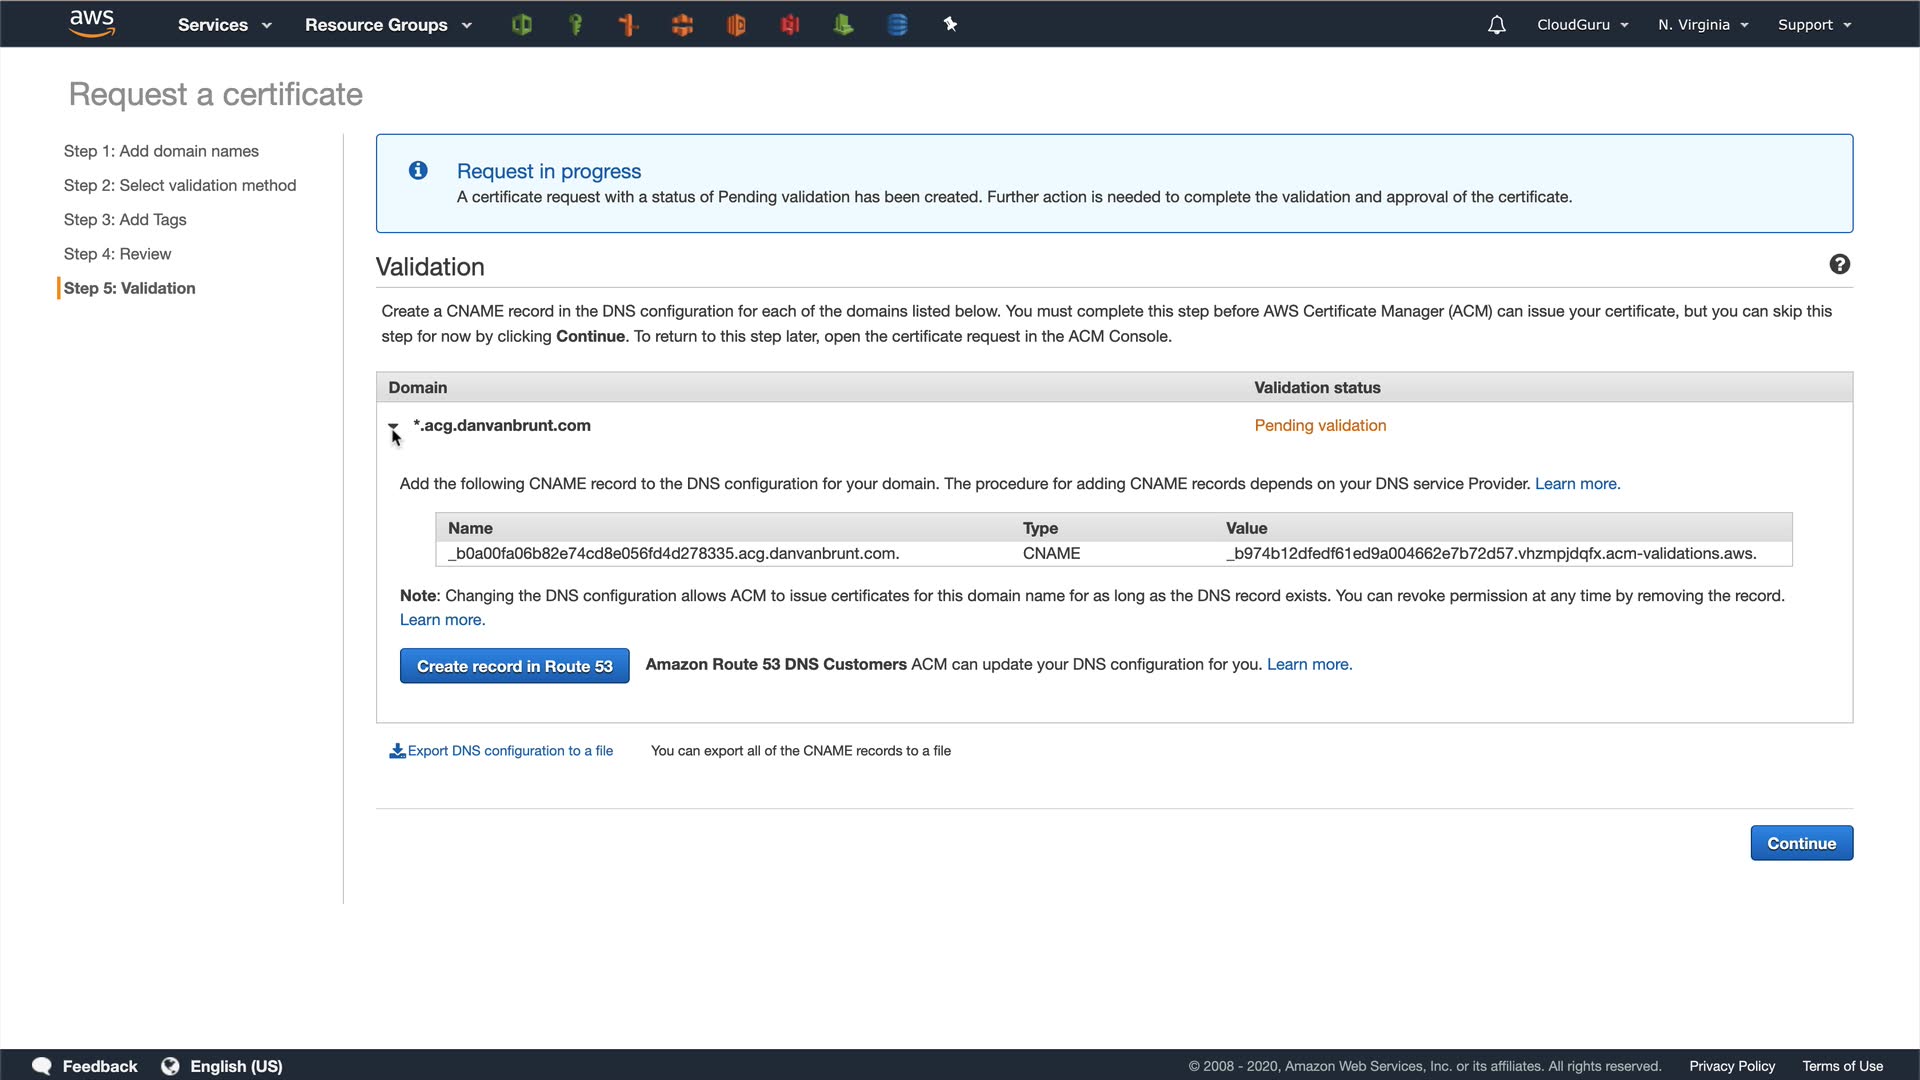 aws Services Resource Groups CloudGuru N. Virginia Support
Request a certificate
Step 1: Add domain names
Step 2: Select validation method
Step 3: Add Tags
Step 4: Review
Step 5: Validation
Request in progress
A certificate request with a status of Pending validation has been created. Further action is needed to complete the validation and approval of the certificate.
Validation
Create a CNAME record in the DNS configuration for each of the domains listed below. You must complete this step before AWS Certificate Manager (ACM) can issue your certificate, but you can skip this
step for now by clicking Continue. To return to this step later, open the certificate request in the ACM Console.
Domain Validation status
*.acg.danvanbrunt.com Pending validation
Add the following CNAME record to the DNS configuration for your domain. The procedure for adding CNAME records depends on your DNS service Provider. Learn more.
Name Type Value
_b0a00fa06b82e74cd8e056fd4d278335.acg.danvanbrunt.com. CNAME _b974b12dfedf61ed9a004662e7b72d57.vhzmpjdqfx.acm-validations.aws.
Note: Changing the DNS configuration allows ACM to issue certificates for this domain name for as long as the DNS record exists. You can revoke permission at any time by removing the record.
Learn more.
Create record in Route 53 Amazon Route 53 DNS Customers ACM can update your DNS configuration for you. Learn more.
Export DNS configuration to a file You can export all of the CNAME records to a file
Continue
Feedback English (US) © 2008 - 2020, Amazon Web Services, Inc. or its affiliates. All rights reserved. Privacy Policy Terms of Use